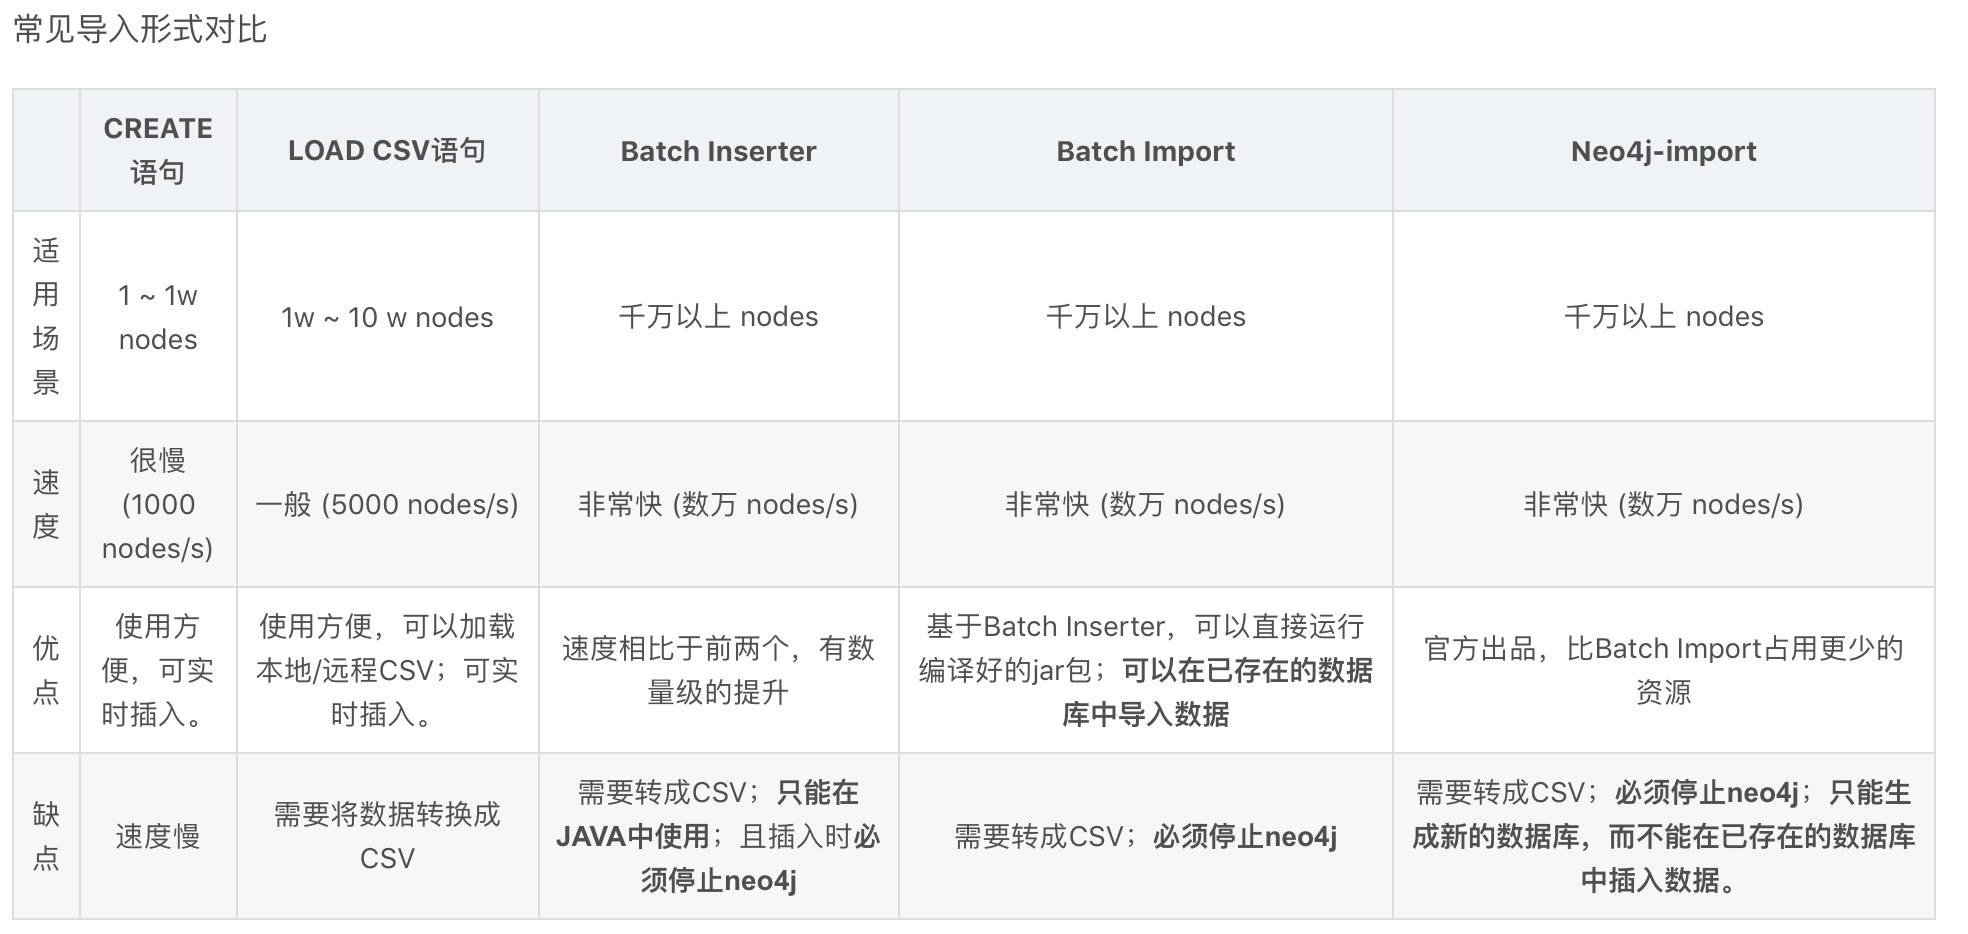 常见导入形式对比
CREATE
语句
LOAD CSV语句
Batch Inserter
Batch Import
Neo4j-import
适
用
场
景
1 ~ 1w
nodes
1w ~ 10 w nodes
千万以上 nodes
千万以上 nodes
千万以上 nodes
速
度
很慢
(1000
nodes/s)
一般 (5000 nodes/s)
非常快 (数万 nodes/s)
非常快 (数万 nodes/s)
非常快 (数万 nodes/s)
优
点
使用方
便，可实
时插入。
使用方便，可以加载
本地/远程CSV；可实
时插入。
速度相比于前两个，有数
量级的提升
基于Batch Inserter，可以直接运行
编译好的jar包；可以在已存在的数据
库中导入数据
官方出品，比Batch Import占用更少的
资源
缺
点
速度慢
需要将数据转换成
CSV
需要转成CSV；只能在
JAVA中使用；且插入时必
须停止neo4j
需要转成CSV；必须停止neo4j
需要转成CSV；必须停止neo4j；只能生
成新的数据库，而不能在已存在的数据库
中插入数据。